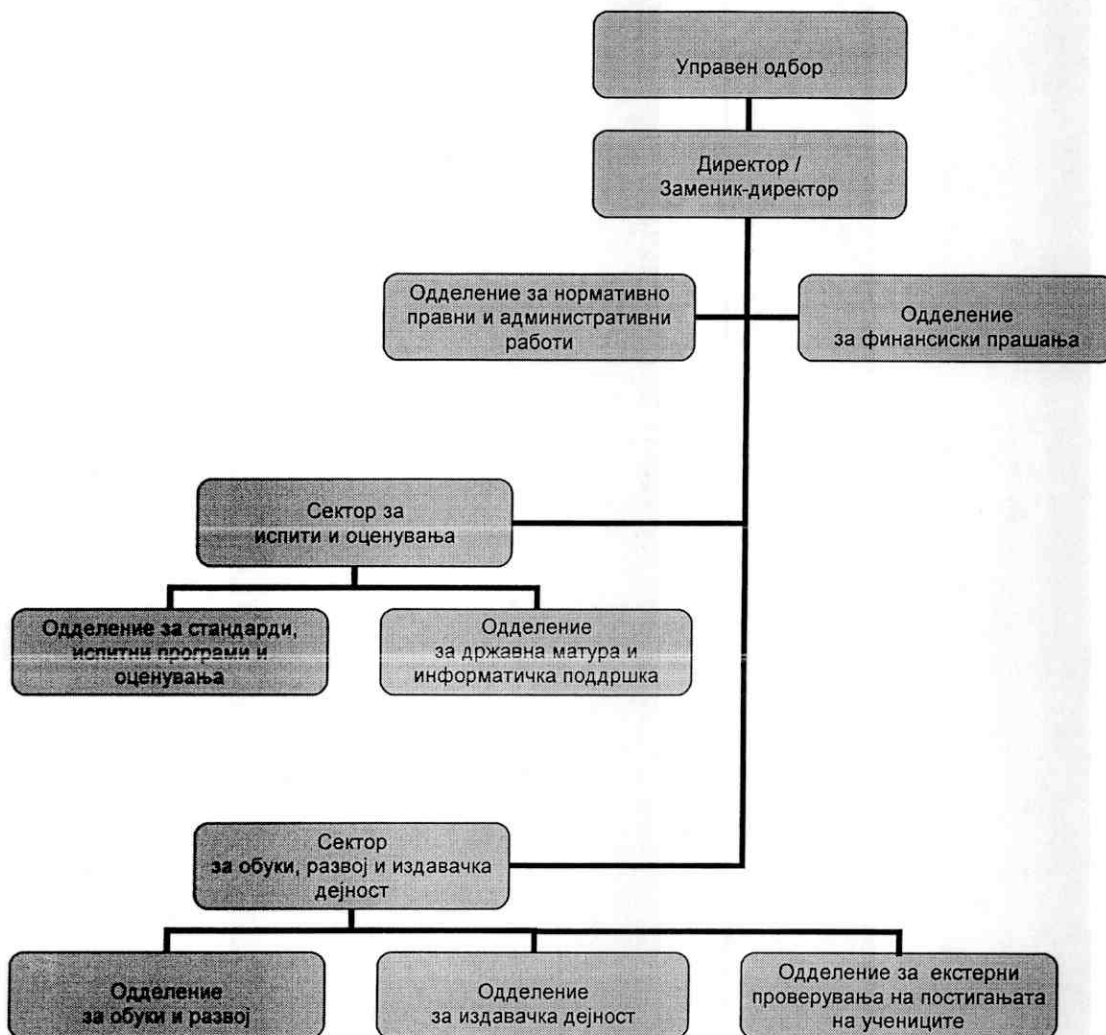 Управен одбор
Директор /
Заменик-директор
Одделение за нормативно
правни и административни
работи
Одделение
за финансиски прашања
Сектор за
испити и оценувања
Одделение за стандарди,
испитни програми и
оценувања
Одделение
за државна матура и
информатичка поддршка
Сектор
за обуки, развој и издавачка
дејност
Одделение
за обуки и развој
Одделение
за издавачка дејност
Одделение за екстерни
проверувања на постигањата
на учениците